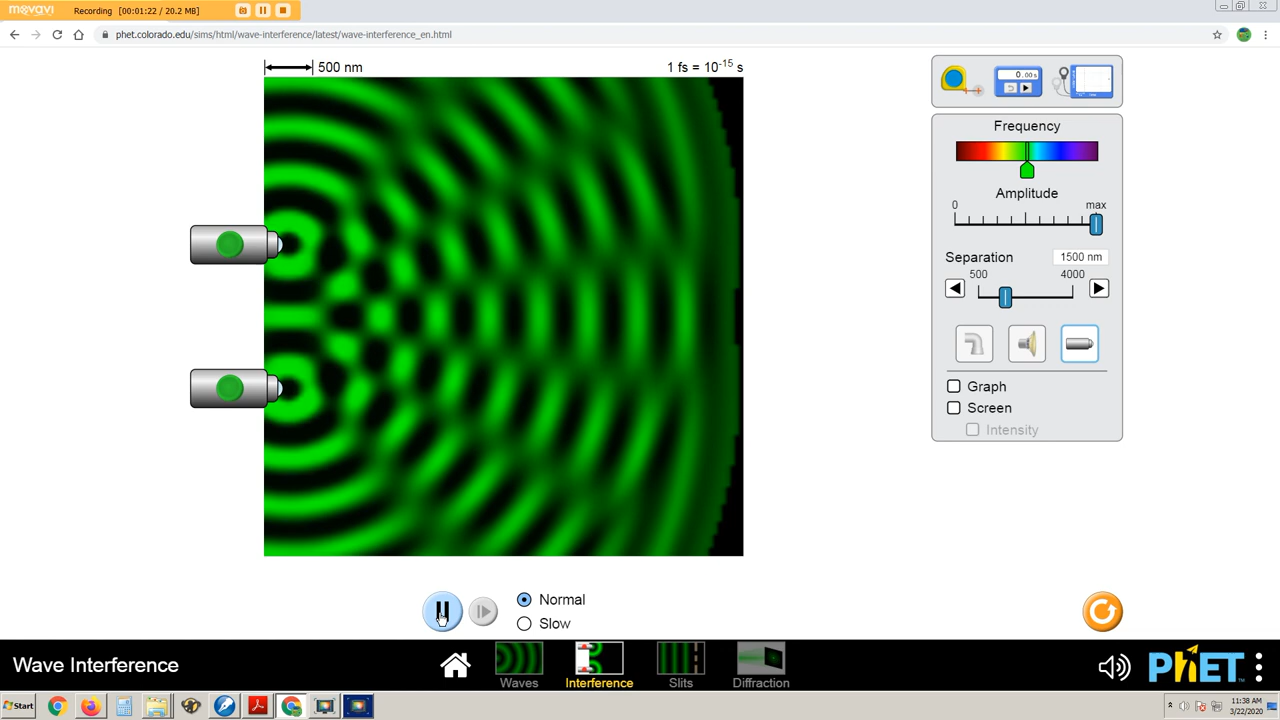 movavi Recording [00:01:22 / 20.2 MB]
phet.colorado.edu/sims/html/wave-interference/latest/wave-interference_en.html
500 nm
1 fs = 10⁻¹⁵ s
0.00s
Frequency
Amplitude
0 max
Separation 1500 nm
500 4000
Graph
Screen
Intensity
Normal
Slow
Wave Interference
Waves Interference Slits Diffraction
PhET
Start
11:38 AM
3/22/2020